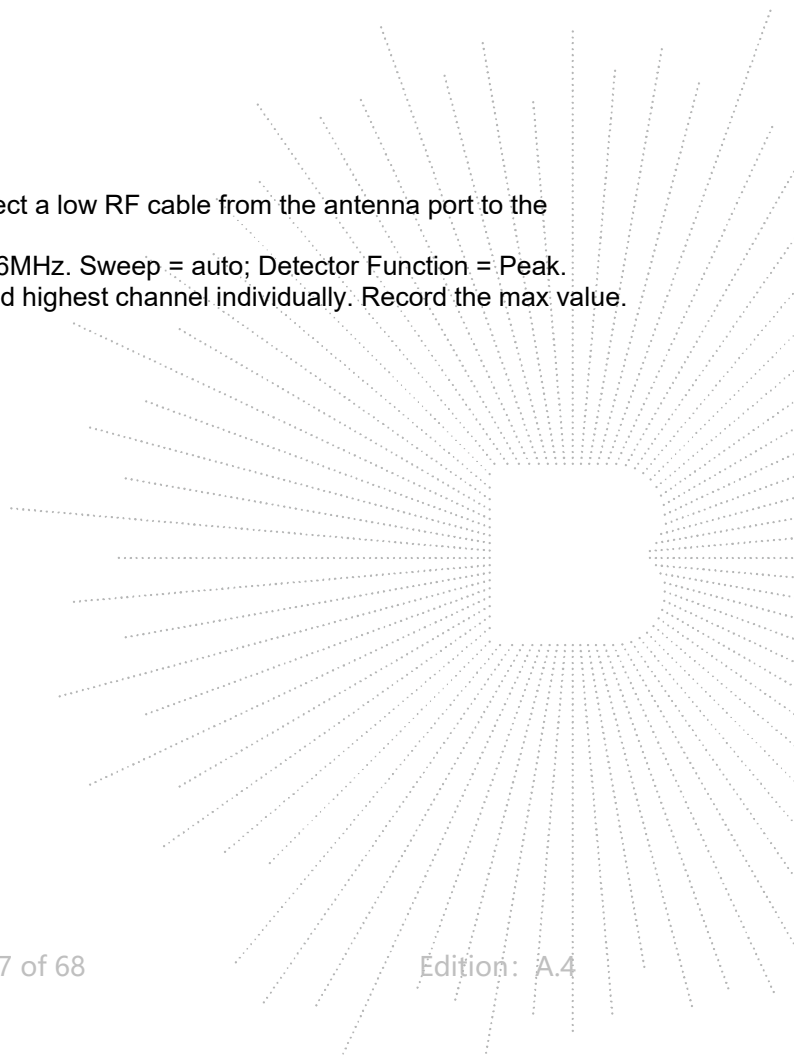 ect a low RF cable from the antenna port to the
6MHz. Sweep = auto; Detector Function = Peak.
d highest channel individually. Record the max value.
7 of 68 Edition: A.4